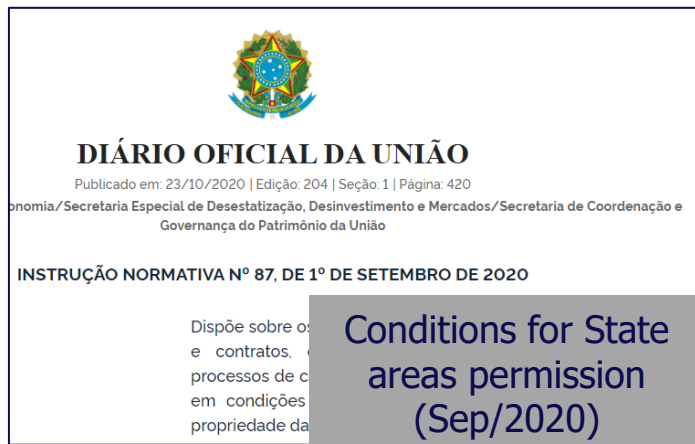 DIÁRIO OFICIAL DA UNIÃO
Publicado em: 23/10/2020 | Edição: 204 | Seção: 1 | Página: 420
onomia/Secretaria Especial de Desestatização, Desinvestimento e Mercados/Secretaria de Coordenação e
Governança do Patrimônio da União
INSTRUÇÃO NORMATIVA Nº 87, DE 1º DE SETEMBRO DE 2020
Dispõe sobre os
e contratos,
processos de c
em condições
propriedade da
Conditions for State
areas permission
(Sep/2020)